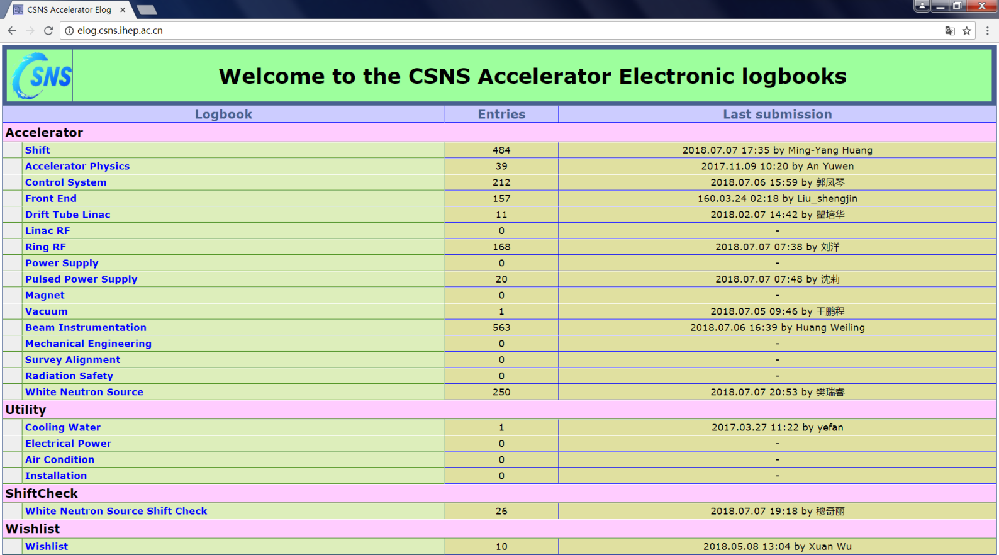 CSNS Accelerator Elog
elog.csns.ihep.ac.cn
CSNS
Welcome to the CSNS Accelerator Electronic logbooks
Logbook Entries Last submission
Accelerator
Shift 484 2018.07.07 17:35 by Ming-Yang Huang
Accelerator Physics 39 2017.11.09 10:20 by An Yuwen
Control System 212 2018.07.06 15:59 by 郭凤琴
Front End 157 160.03.24 02:18 by Liu_shengjin
Drift Tube Linac 11 2018.02.07 14:42 by 瞿培华
Linac RF 0 -
Ring RF 168 2018.07.07 07:38 by 刘洋
Power Supply 0 -
Pulsed Power Supply 20 2018.07.07 07:48 by 沈莉
Magnet 0 -
Vacuum 1 2018.07.05 09:46 by 王鹏程
Beam Instrumentation 563 2018.07.06 16:39 by Huang Weiling
Mechanical Engineering 0 -
Survey Alignment 0 -
Radiation Safety 0 -
White Neutron Source 250 2018.07.07 20:53 by 樊瑞睿
Utility
Cooling Water 1 2017.03.27 11:22 by yefan
Electrical Power 0 -
Air Condition 0 -
Installation 0 -
ShiftCheck
White Neutron Source Shift Check 26 2018.07.07 19:18 by 穆奇丽
Wishlist
Wishlist 10 2018.05.08 13:04 by Xuan Wu